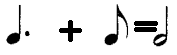 ♩. + ♪ = 𝅗𝅥